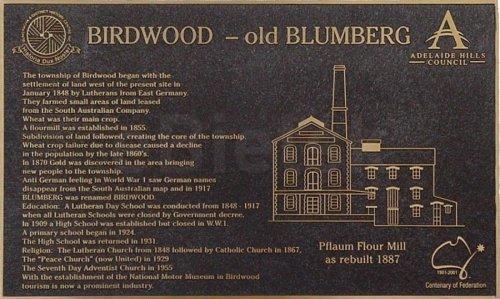 BIRDWOOD – old BLUMBERG
ADELAIDE HILLS
COUNCIL
The township of Birdwood began with the
settlement of land west of the present site in
January 1848 by Lutherans from East Germany.
They farmed small areas of land leased
from the South Australian Company.
Wheat was their main crop.
A flourmill was established in 1855.
Subdivision of land followed, creating the core of the township.
Wheat crop failure due to disease caused a decline
in the population by the late 1860's.
In 1870 Gold was discovered in the area bringing
new people to the township.
Anti German feeling in World War 1 saw German names
disappear from the South Australian map and in 1917
BLUMBERG was renamed BIRDWOOD.
Education: A Lutheran Day School was conducted from 1848 - 1917
when all Lutheran Schools were closed by Government decree.
In 1909 a High School was established but closed in W.W.1.
A primary school began in 1924.
The High School was returned in 1931.
Religion: The Lutheran Church from 1848 followed by Catholic Church in 1867,
The "Peace Church" (now United) in 1929
The Seventh Day Adventist Church in 1955
With the establishment of the National Motor Museum in Birdwood
tourism is now a prominent industry.
Pflaum Flour Mill
as rebuilt 1887
1901-2001
Centenary of Federation